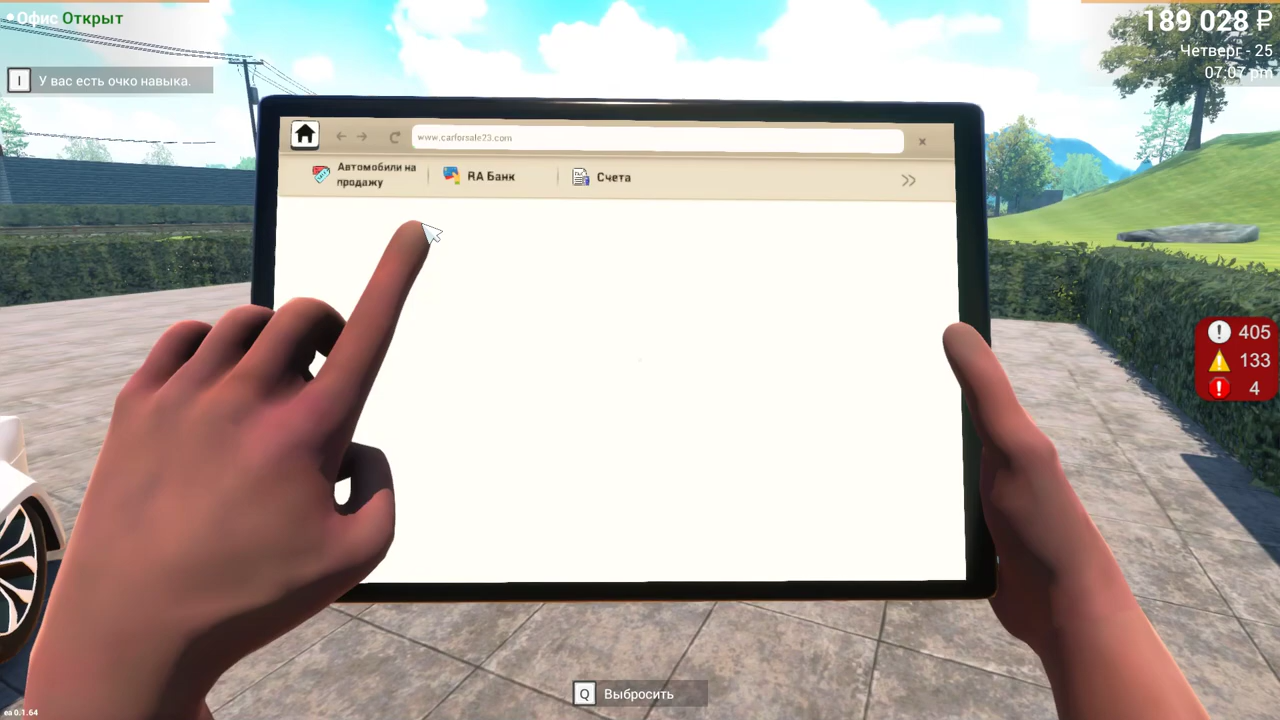 Офис Открыт
189 028 ₽
Четверг - 25
07:07 pm
I У вас есть очко навыка.
www.carforsale23.com
Автомобили на
продажу
RA Банк
Счета
405
133
4
Q Выбросить
ea 0.1.64